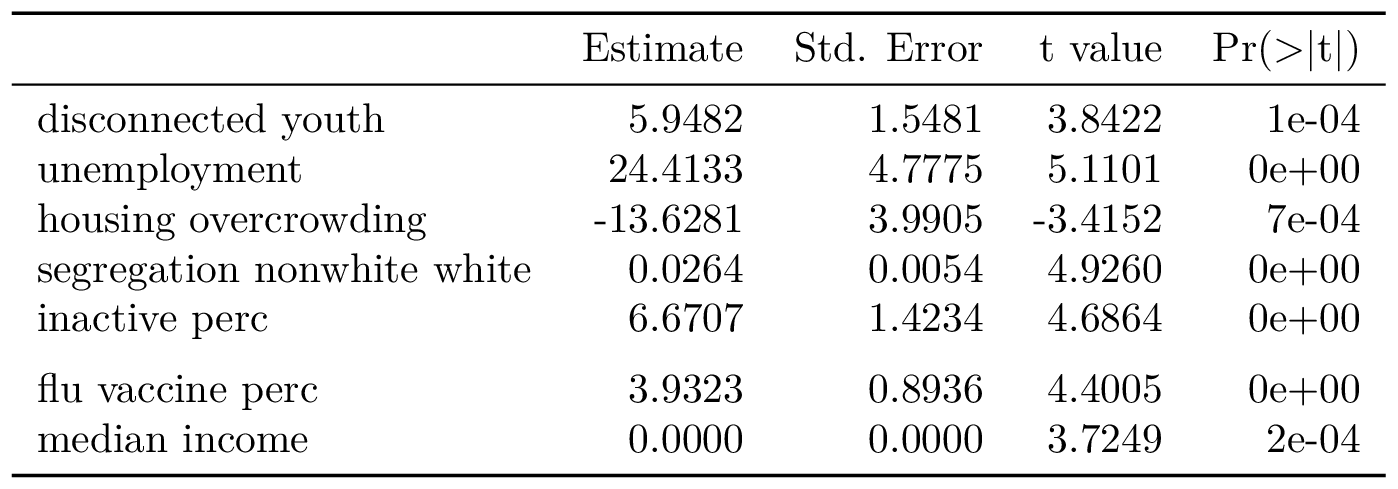 Estimate Std. Error t value Pr(>|t|)
disconnected youth 5.9482 1.5481 3.8422 1e-04
unemployment 24.4133 4.7775 5.1101 0e+00
housing overcrowding -13.6281 3.9905 -3.4152 7e-04
segregation nonwhite white 0.0264 0.0054 4.9260 0e+00
inactive perc 6.6707 1.4234 4.6864 0e+00
flu vaccine perc 3.9323 0.8936 4.4005 0e+00
median income 0.0000 0.0000 3.7249 2e-04